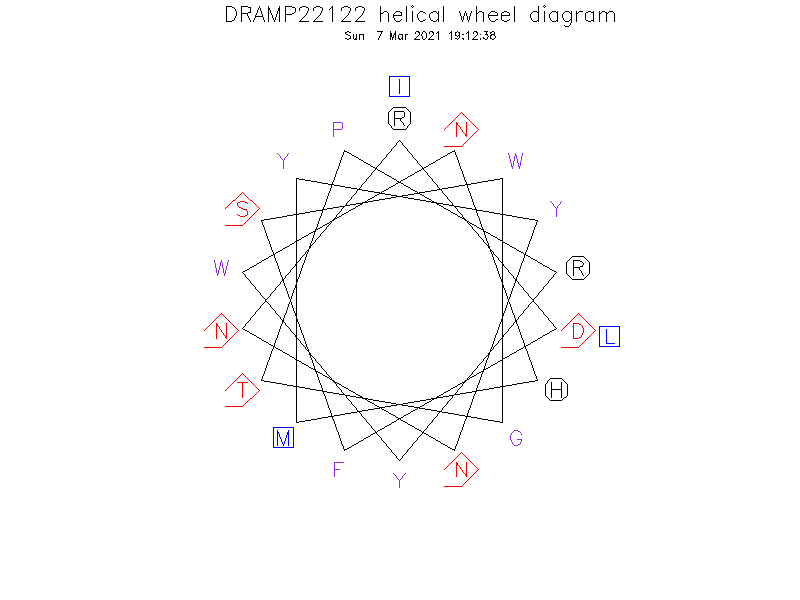 DRAMP22122 helical wheel diagram
Sun 7 Mar 2021 19:12:38
I
R
P
N
Y
W
S
Y
W
R
N
D
L
T
H
M
G
F
N
Y